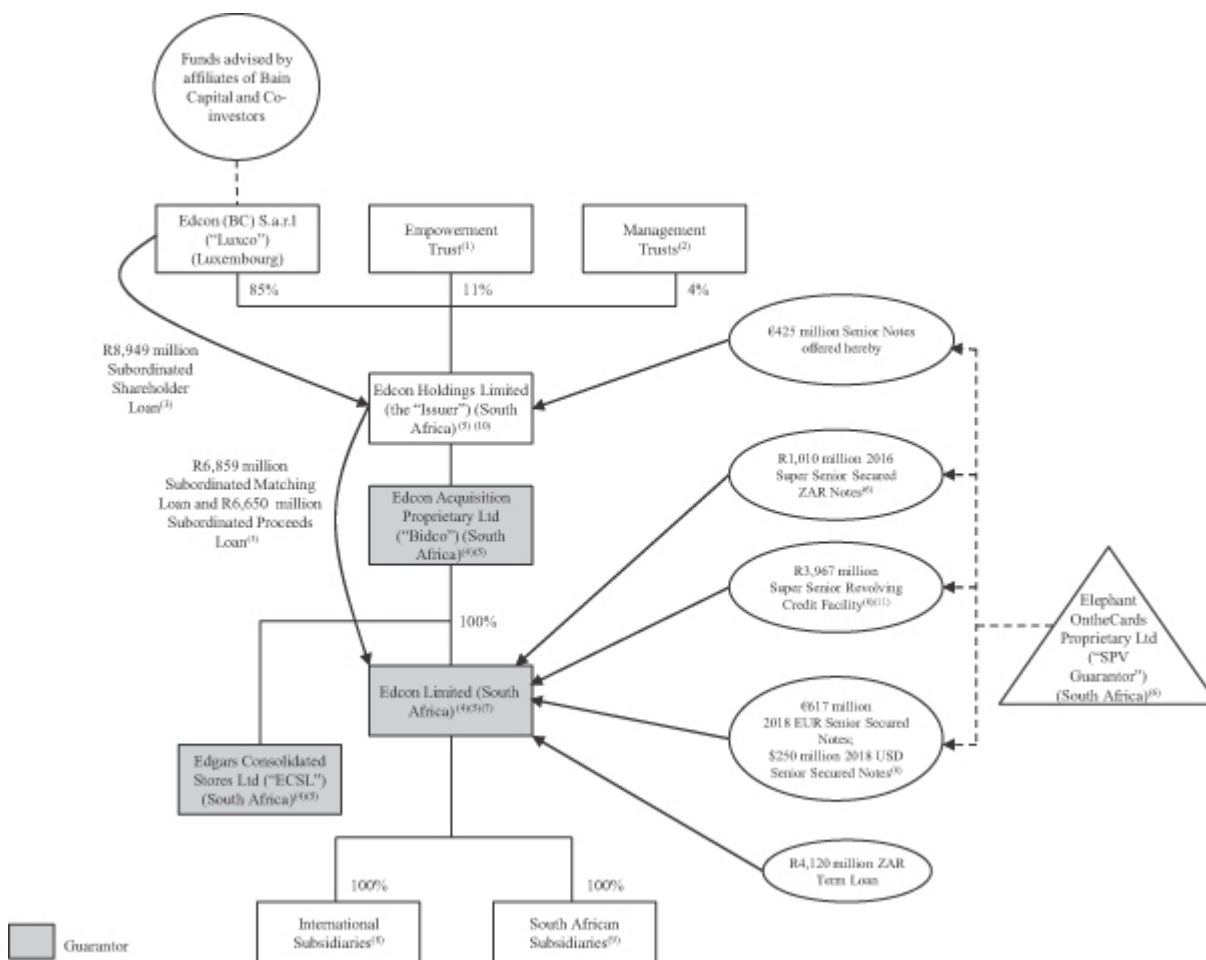 Funds advised by
affiliates of Bain
Capital and Co-
investors
Edcon (BC) S.a.r.l
(“Luxco”)
(Luxembourg)
Empowerment
Trust(1)
Management
Trusts(2)
85%
11%
4%
€425 million Senior Notes
offered hereby
R8,949 million
Subordinated
Shareholder
Loan(3)
Edcon Holdings Limited
(the “Issuer”) (South
Africa)(5) (10)
R6,859 million
Subordinated Matching
Loan and R6,650 million
Subordinated Proceeds
Loan(3)
R1,010 million 2016
Super Senior Secured
ZAR Notes(6)
Edcon Acquisition
Proprietary Ltd
(“Bidco”) (South
Africa)(4)(5)
R3,967 million
Super Senior Revolving
Credit Facility
Elephant
OntheCards
Proprietary Ltd
(“SPV
Guarantor”)
(South Africa)(6)
100%
Edcon Limited (South
Africa)(4)(5)(7)
€617 million
2018 EUR Senior Secured
Notes;
$250 million 2018 USD
Senior Secured Notes
Edgars Consolidated
Stores Ltd (“ECSL”)
(South Africa)(4)(5)
R4,120 million ZAR
Term Loan
100%
100%
International
Subsidiaries(8)
South African
Subsidiaries(9)
Guarantor